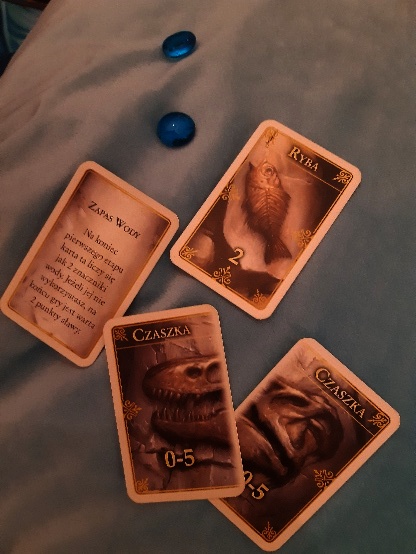 RYBA
2
ZAPAS WODY
Na koniec
pierwszego etapu
karta ta liczy się
jak 2 znaczniki
wody. Jeżeli jej nie
wykorzystasz, na
końcu gry jest warta
2 punkty sławy.
CZASZKA
0-5
CZASZKA
0-5